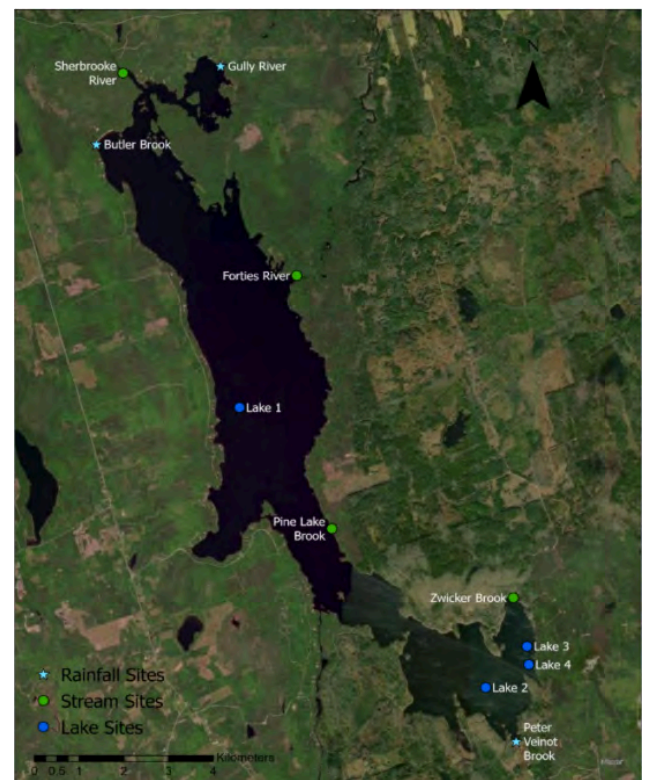 N
Sherbrooke
River
Gully River
Butler Brook
Forties River
Lake 1
Pine Lake
Brook
Zwicker Brook
Lake 3
Lake 4
Lake 2
Peter
Veinot
Brook
Rainfall Sites
Stream Sites
Lake Sites
Kilometers
0 0.5 1 2 4